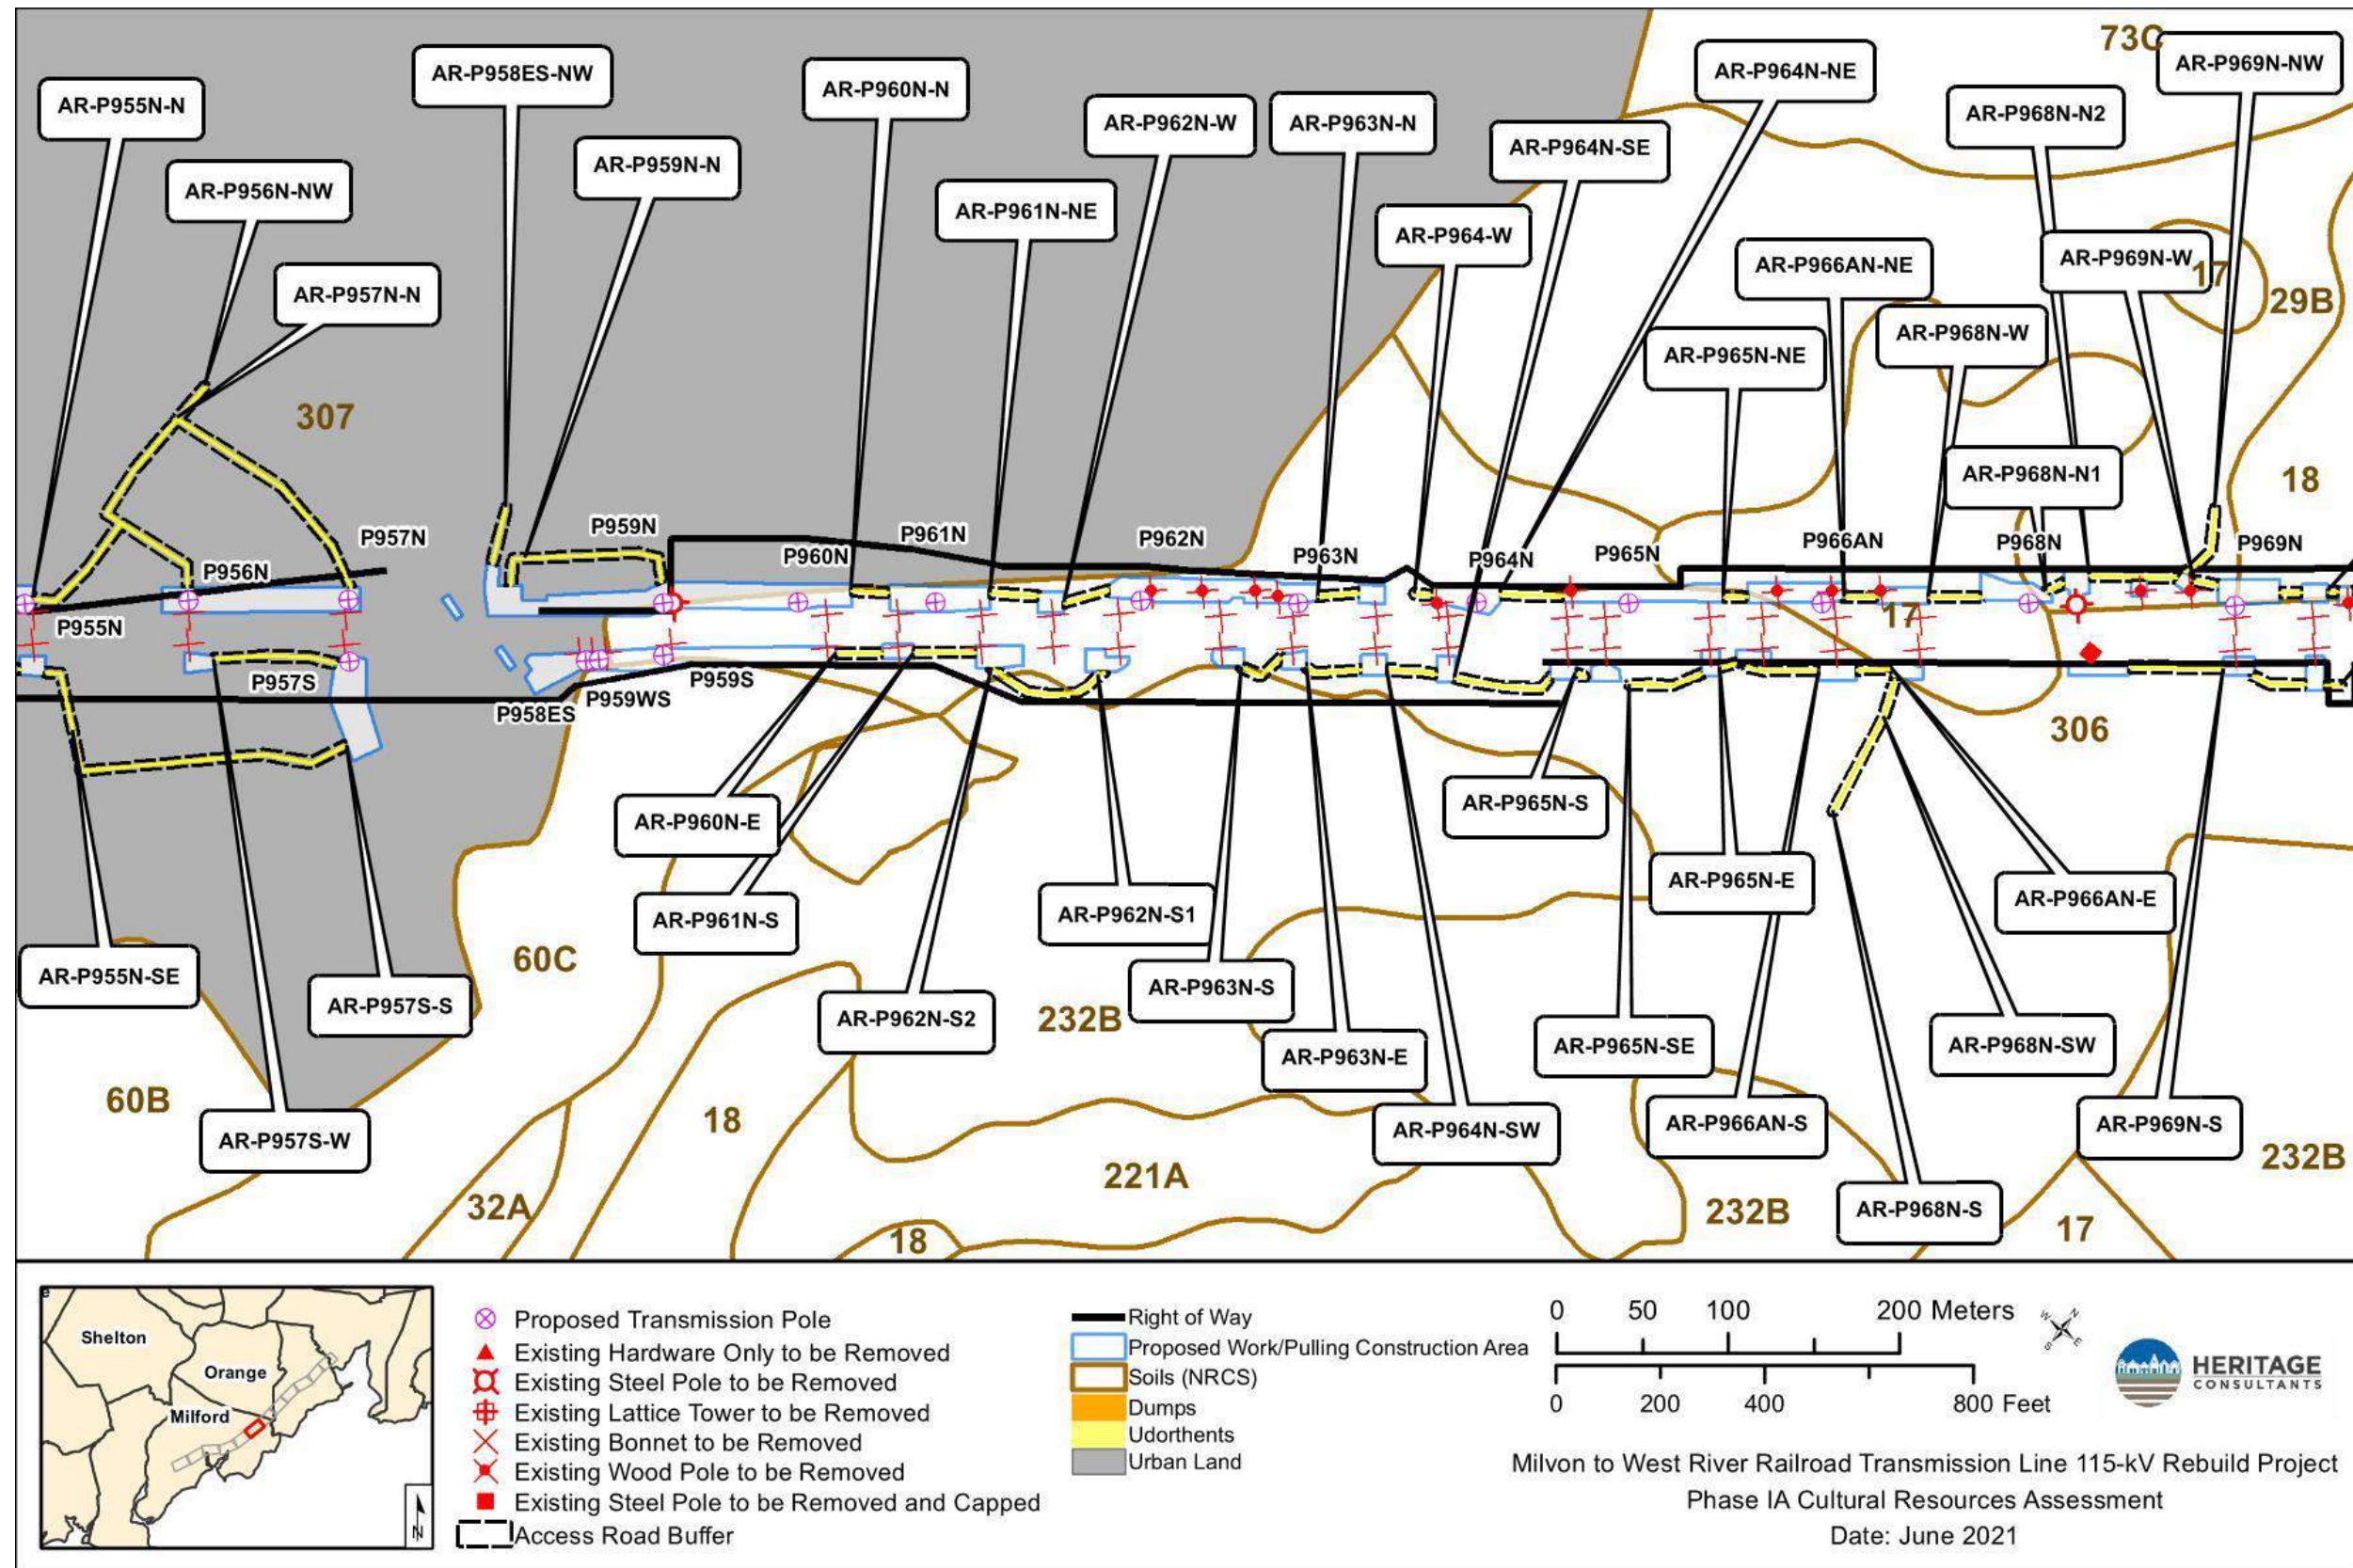 73C
AR-P958ES-NW
AR-P969N-NW
AR-P964N-NE
AR-P960N-N
AR-P955N-N
AR-P968N-N2
AR-P962N-W
AR-P963N-N
AR-P964N-SE
AR-P959N-N
AR-P956N-NW
AR-P961N-NE
AR-P964-W
AR-P966AN-NE
AR-P969N-W
17
29B
AR-P957N-N
AR-P968N-W
AR-P965N-NE
307
AR-P968N-N1
18
P959N
P957N
P961N
P962N
P960N
P963N
P964N
P965N
P966AN
P968N
P969N
P956N
17
P955N
P957S
P959S
P959WS
P958ES
306
AR-P965N-S
AR-P960N-E
AR-P965N-E
AR-P966AN-E
AR-P962N-S1
AR-P961N-S
60C
AR-P955N-SE
AR-P963N-S
AR-P957S-S
AR-P962N-S2
232B
AR-P968N-SW
AR-P965N-SE
AR-P963N-E
60B
18
AR-P966AN-S
AR-P969N-S
AR-P964N-SW
AR-P957S-W
232B
221A
32A
AR-P968N-S
232B
17
18
e
Shelton
Orange
Milford
N
Proposed Transmission Pole
Existing Hardware Only to be Removed
Existing Steel Pole to be Removed
Existing Lattice Tower to be Removed
Existing Bonnet to be Removed
Existing Wood Pole to be Removed
Existing Steel Pole to be Removed and Capped
Access Road Buffer
Right of Way
Proposed Work/Pulling Construction Area
Soils (NRCS)
Dumps
Udorthents
Urban Land
0 50 100 200 Meters
0 200 400 800 Feet
W N
S E
HERITAGE
CONSULTANTS
Milvon to West River Railroad Transmission Line 115-kV Rebuild Project
Phase IA Cultural Resources Assessment
Date: June 2021